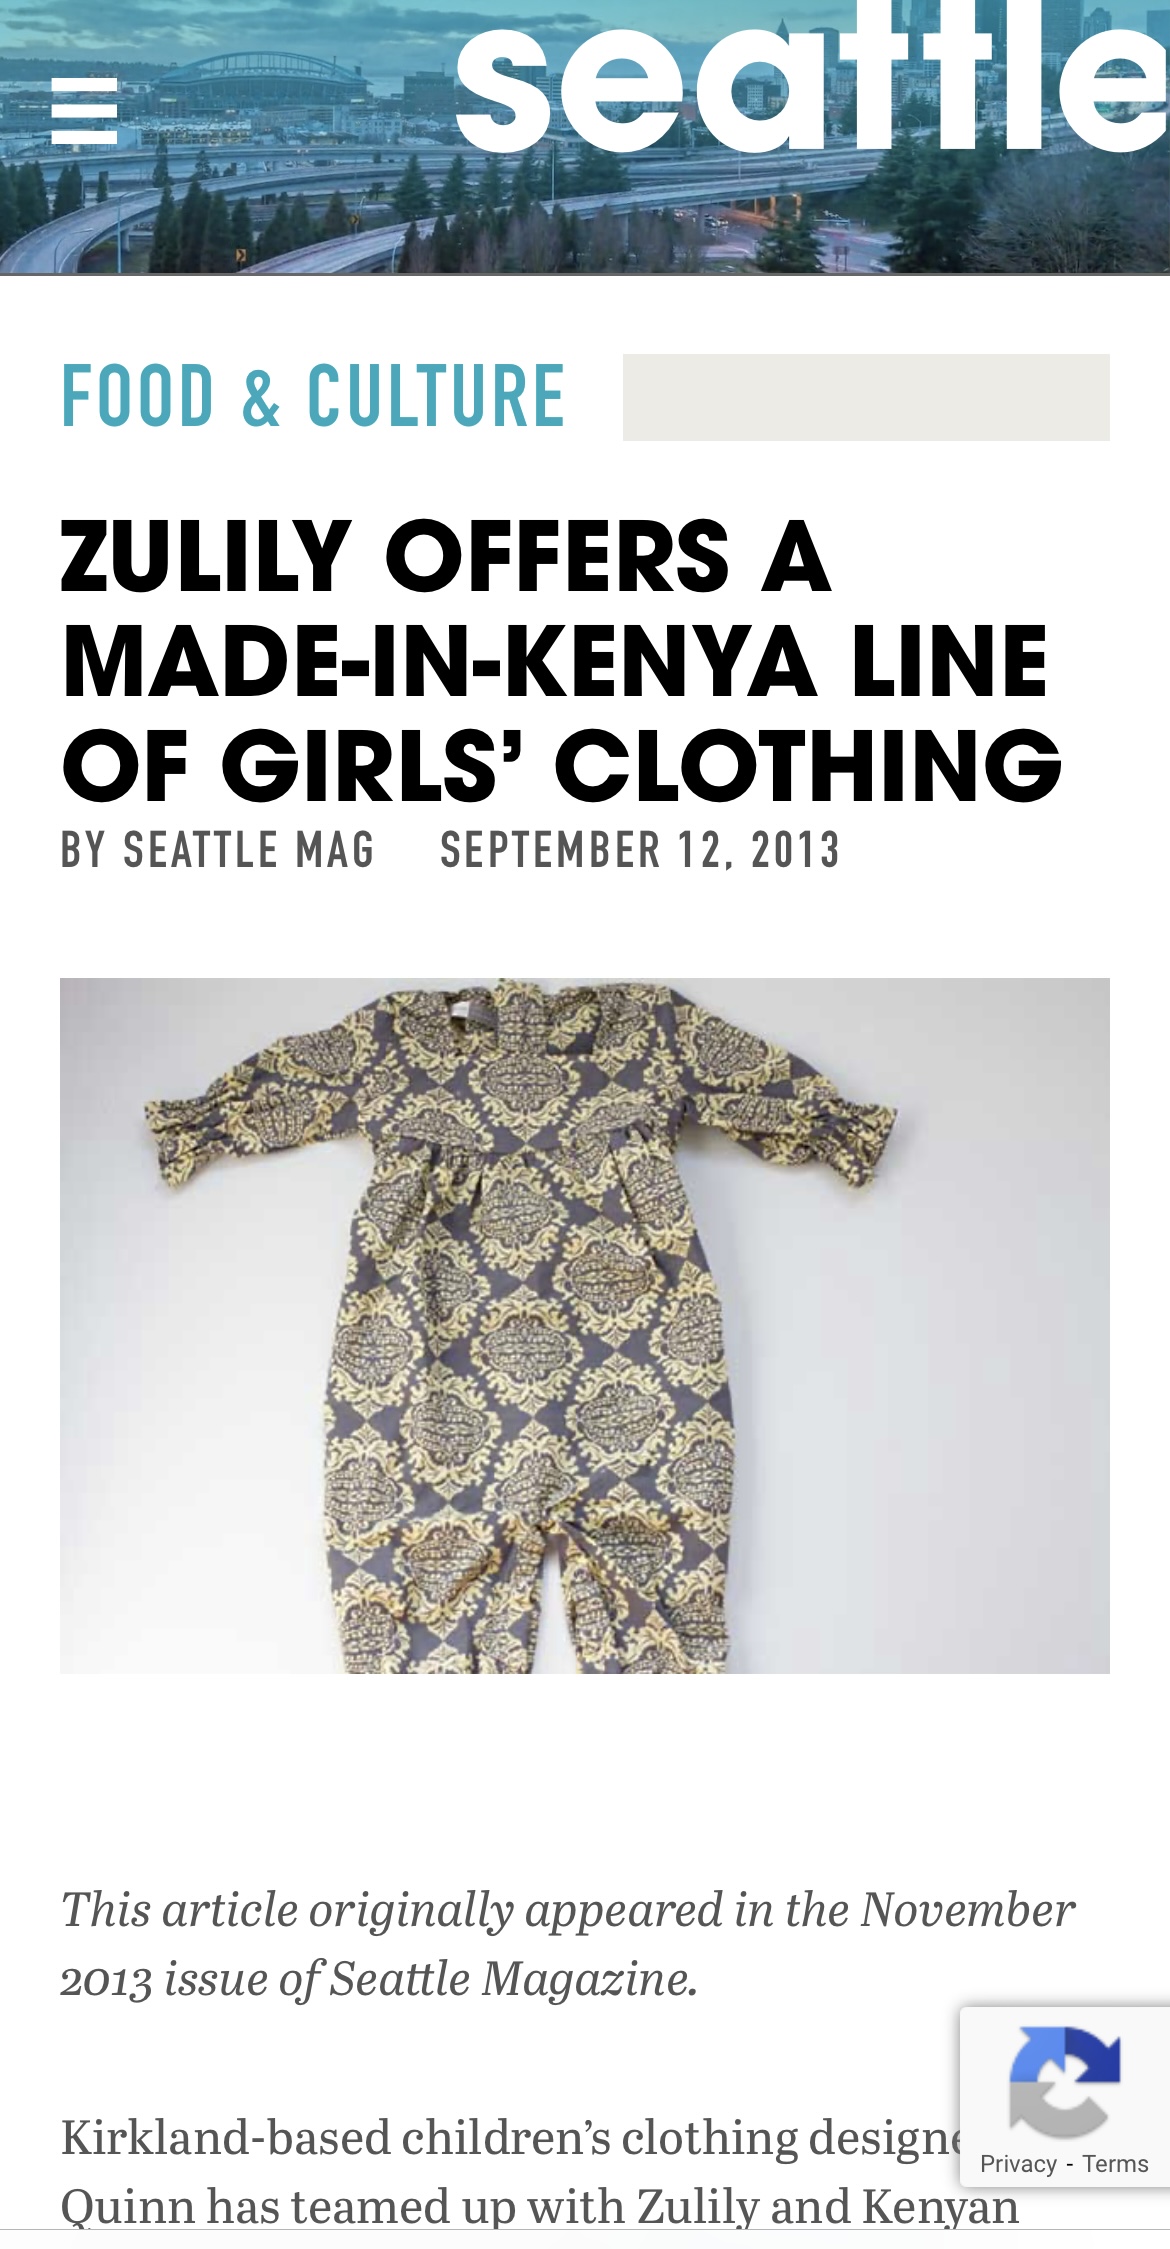 seattle
FOOD & CULTURE
ZULILY OFFERS A
MADE-IN-KENYA LINE
OF GIRLS’ CLOTHING
BY SEATTLE MAG SEPTEMBER 12, 2013
This article originally appeared in the November
2013 issue of Seattle Magazine.
Kirkland-based children’s clothing
Quinn has teamed up with Zulily and Kenyan
Privacy - Terms